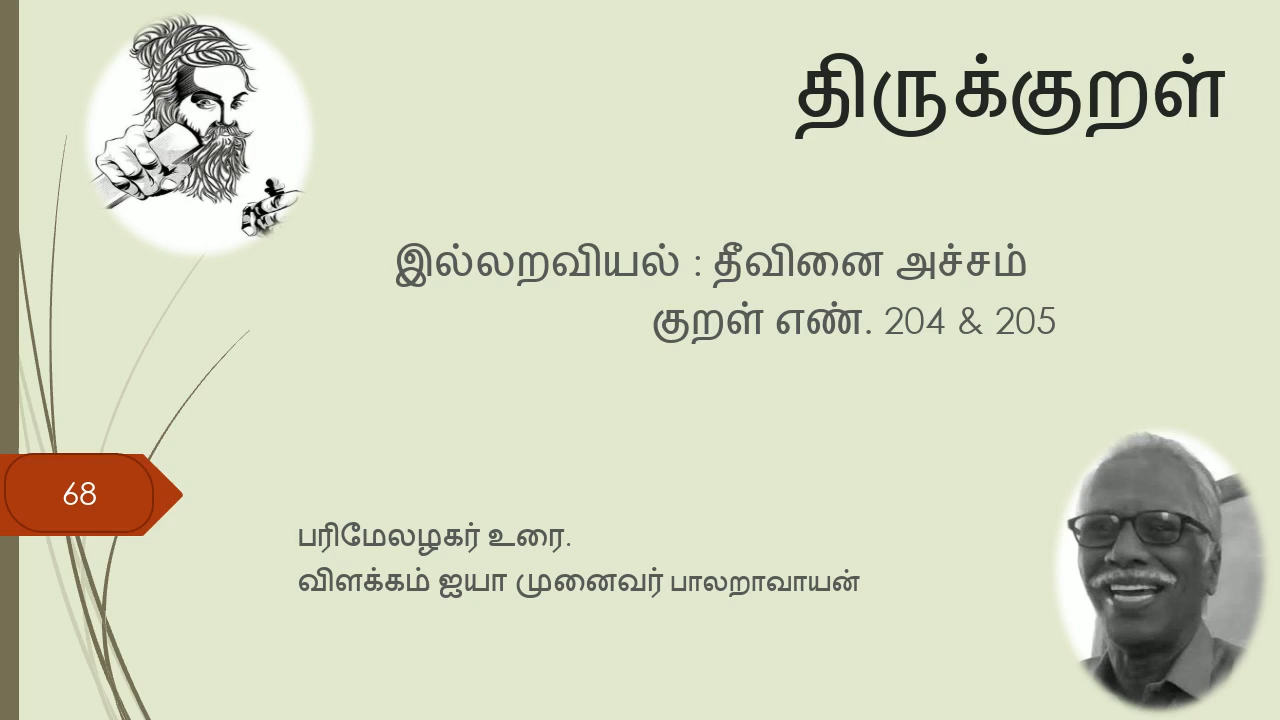 திருக்குறள்
இல்லறவியல் : தீவினை அச்சம்
குறள் எண். 204 & 205
68
பரிமேலழகர் உரை.
விளக்கம் ஐயா முனைவர் பாலறாவாயன்